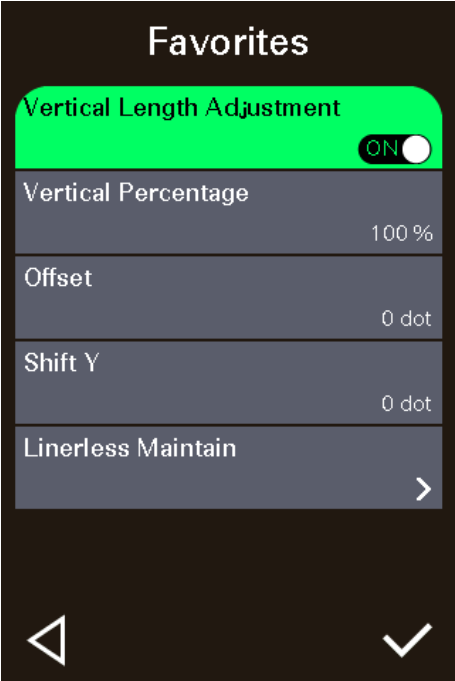 Favorites
Vertical Length Adjustment
ON
Vertical Percentage
100 %
Offset
0 dot
Shift Y
0 dot
Linerless Maintain